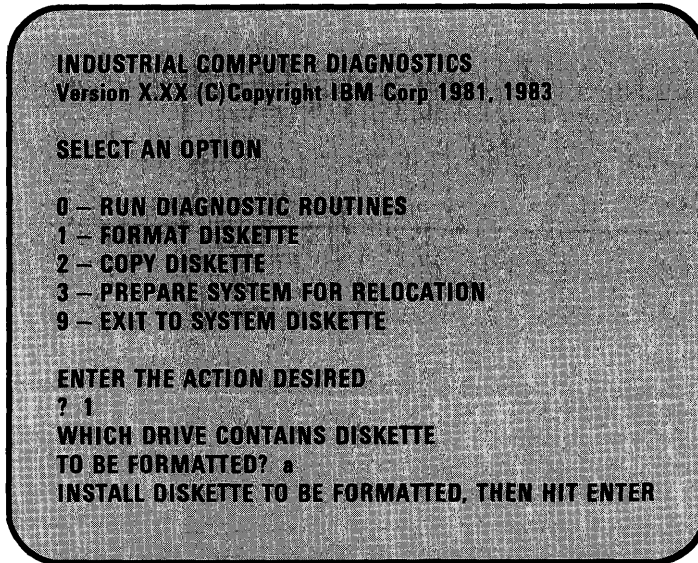 INDUSTRIAL COMPUTER DIAGNOSTICS
Version X.XX (C)Copyright IBM Corp 1981, 1983
SELECT AN OPTION
0 – RUN DIAGNOSTIC ROUTINES
1 – FORMAT DISKETTE
2 – COPY DISKETTE
3 – PREPARE SYSTEM FOR RELOCATION
9 – EXIT TO SYSTEM DISKETTE
ENTER THE ACTION DESIRED
? 1
WHICH DRIVE CONTAINS DISKETTE
TO BE FORMATTED? a
INSTALL DISKETTE TO BE FORMATTED, THEN HIT ENTER